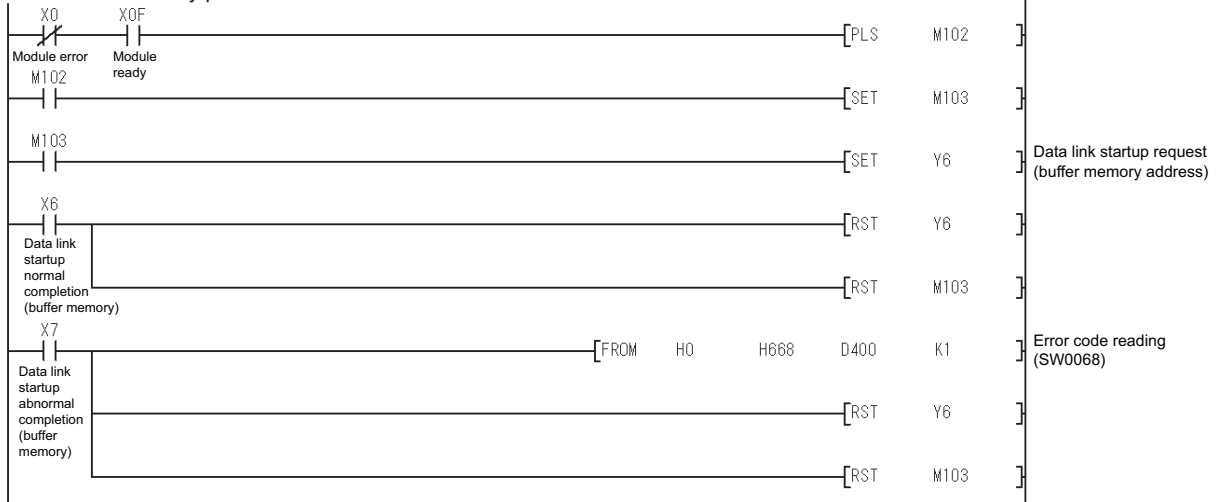 X0 X0F
[PLS M102 ]
Module error Module
ready
M102
[SET M103 ]
M103
[SET Y6 ]
Data link startup request
(buffer memory address)
X6
[RST Y6 ]
Data link
startup
normal
completion
(buffer memory)
[RST M103 ]
X7
[FROM H0 H668 D400 K1 ]
Error code reading
(SW0068)
Data link
startup
abnormal
completion
(buffer
memory)
[RST Y6 ]
[RST M103 ]